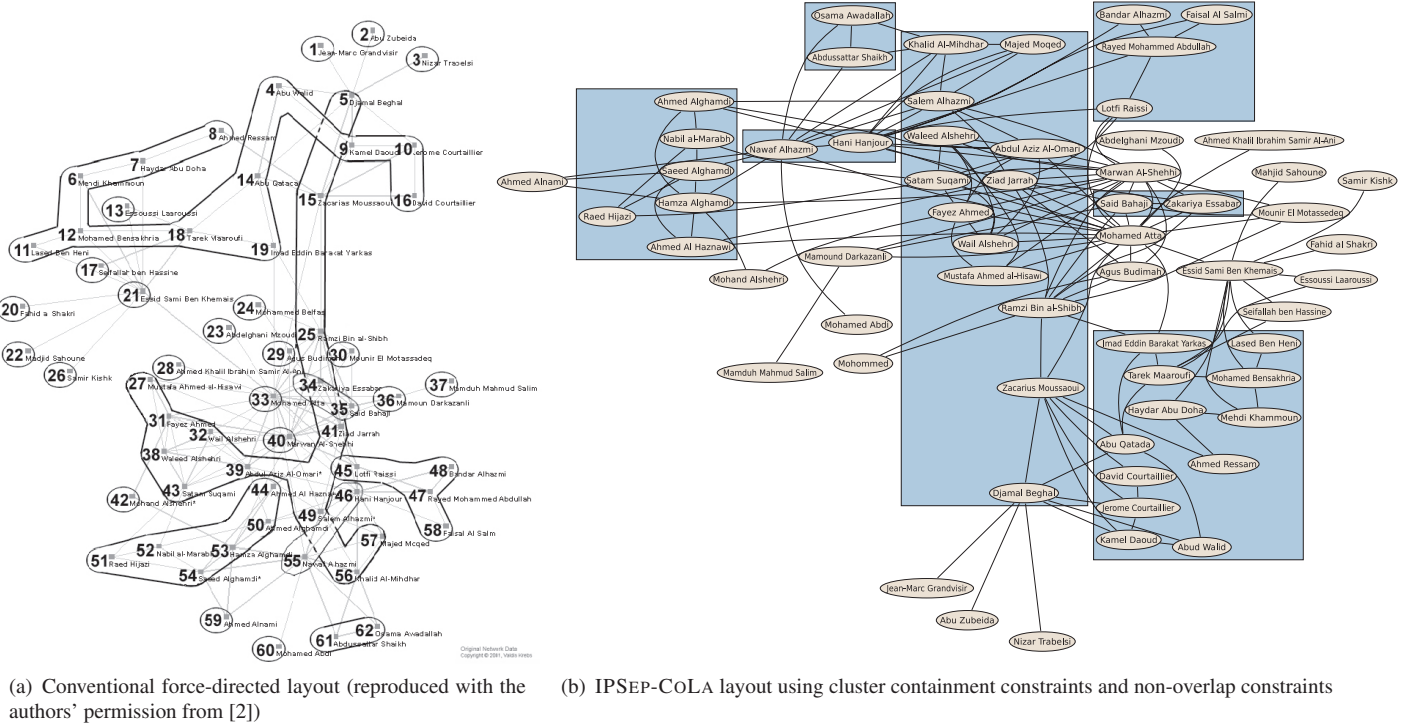 1 Jean-Marc Grandvisir
2 Abu Zubeida
3 Nizar Trabelsi
4 Abu Walid
5 Djamal Beghal
8 Ahmed Ressam
9 Kamel Daoud
10 Jerome Courtaillier
7 Haydar Abu Doha
6 Mehdi Khammoun
14 Abu Qatada
15 Zacarias Moussaoui
16 David Courtaillier
13 Essoussi Laaroussi
12 Mohamed Bensakhria
18 Tarek Maaroufi
11 Lased Ben Heni
19 Imad Eddin Barakat Yarkas
17 Seifallah ben Hassine
21 Essid Sami Ben Khemais
20 Fahid a Shakri
24 Mohammed Belfas
23 Abdelghani Mzoudi
25 Ramzi Bin al-Shibh
22 Madjid Sahoune
29 Agus Budiman
30 Mounir El Motassadeq
26 Samir Kishk
28 Ahmed Khalil Ibrahim Samir Al-Ani
27 Mustafa Ahmed al-Hisawi
34 Zakariya Essabar
37 Mamduh Mahmud Salim
33 Mohamed Atta
36 Mamoun Darkazanli
35 Said Bahaji
31 Fayez Ahmed
32 Wail Alshehri
41 Ziad Jarrah
40 Marwan Al-Shehhi
38 Waleed Alshehri
39 Abdul Aziz Al-Omari*
45 Lotfi Raissi
48 Bandar Alhazmi
43 Satam Suqami
44 Ahmed Al Haznawi
46 Hani Hanjour
47 Rayed Mohammed Abdullah
42 Mohand Alshehri*
49 Salem Alhazmi*
50 Ahmed Alghamdi
58 Faisal Al Salm
57 Majed Moqed
52 Nabil al-Marabh
53 Hamza Alghamdi
51 Raed Hijazi
55 Nawaf Alhazmi
54 Saeed Alghamdi*
56 Khalid Al-Mihdhar
59 Ahmed Alnami
62 Osama Awadallah
61 Abdussattar Shaikh
60 Mohamed Abdi
Original Network Data
Copyright © 2001, Valdis Krebs
(a) Conventional force-directed layout (reproduced with the
authors' permission from [2])
Osama Awadallah
Bandar Alhazmi
Faisal Al Salmi
Khalid Al-Mihdhar
Majed Moqed
Rayed Mohammed Abdullah
Abdussattar Shaikh
Ahmed Alghamdi
Salem Alhazmi
Lotfi Raissi
Nabil al-Marabh
Waleed Alshehri
Hani Hanjour
Abdelghani Mzoudi
Ahmed Khalil Ibrahim Samir Al-Ani
Nawaf Alhazmi
Abdul Aziz Al-Omari
Saeed Alghamdi
Marwan Al-Shehhi
Mahjid Sahoune
Ahmed Alnami
Satam Suqami
Ziad Jarrah
Samir Kishk
Hamza Alghamdi
Said Bahaji
Zakariya Essabar
Raed Hijazi
Fayez Ahmed
Mounir El Motassedeq
Mohamed Atta
Ahmed Al Haznawi
Wail Alshehri
Fahid al Shakri
Mamound Darkazanli
Mohand Alshehri
Mustafa Ahmed al-Hisawi
Agus Budimah
Essid Sami Ben Khemais
Essoussi Laaroussi
Ramzi Bin al-Shibh
Seifallah ben Hassine
Mohamed Abdi
Imad Eddin Barakat Yarkas
Lased Ben Heni
Mohommed
Mamduh Mahmud Salim
Tarek Maaroufi
Mohamed Bensakhria
Zacarius Moussaoui
Haydar Abu Doha
Mehdi Khammoun
Abu Qatada
Ahmed Ressam
David Courtaillier
Djamal Beghal
Jerome Courtaillier
Kamel Daoud
Abud Walid
Jean-Marc Grandvisir
Abu Zubeida
Nizar Trabelsi
(b) IPSEP-COLA layout using cluster containment constraints and non-overlap constraints